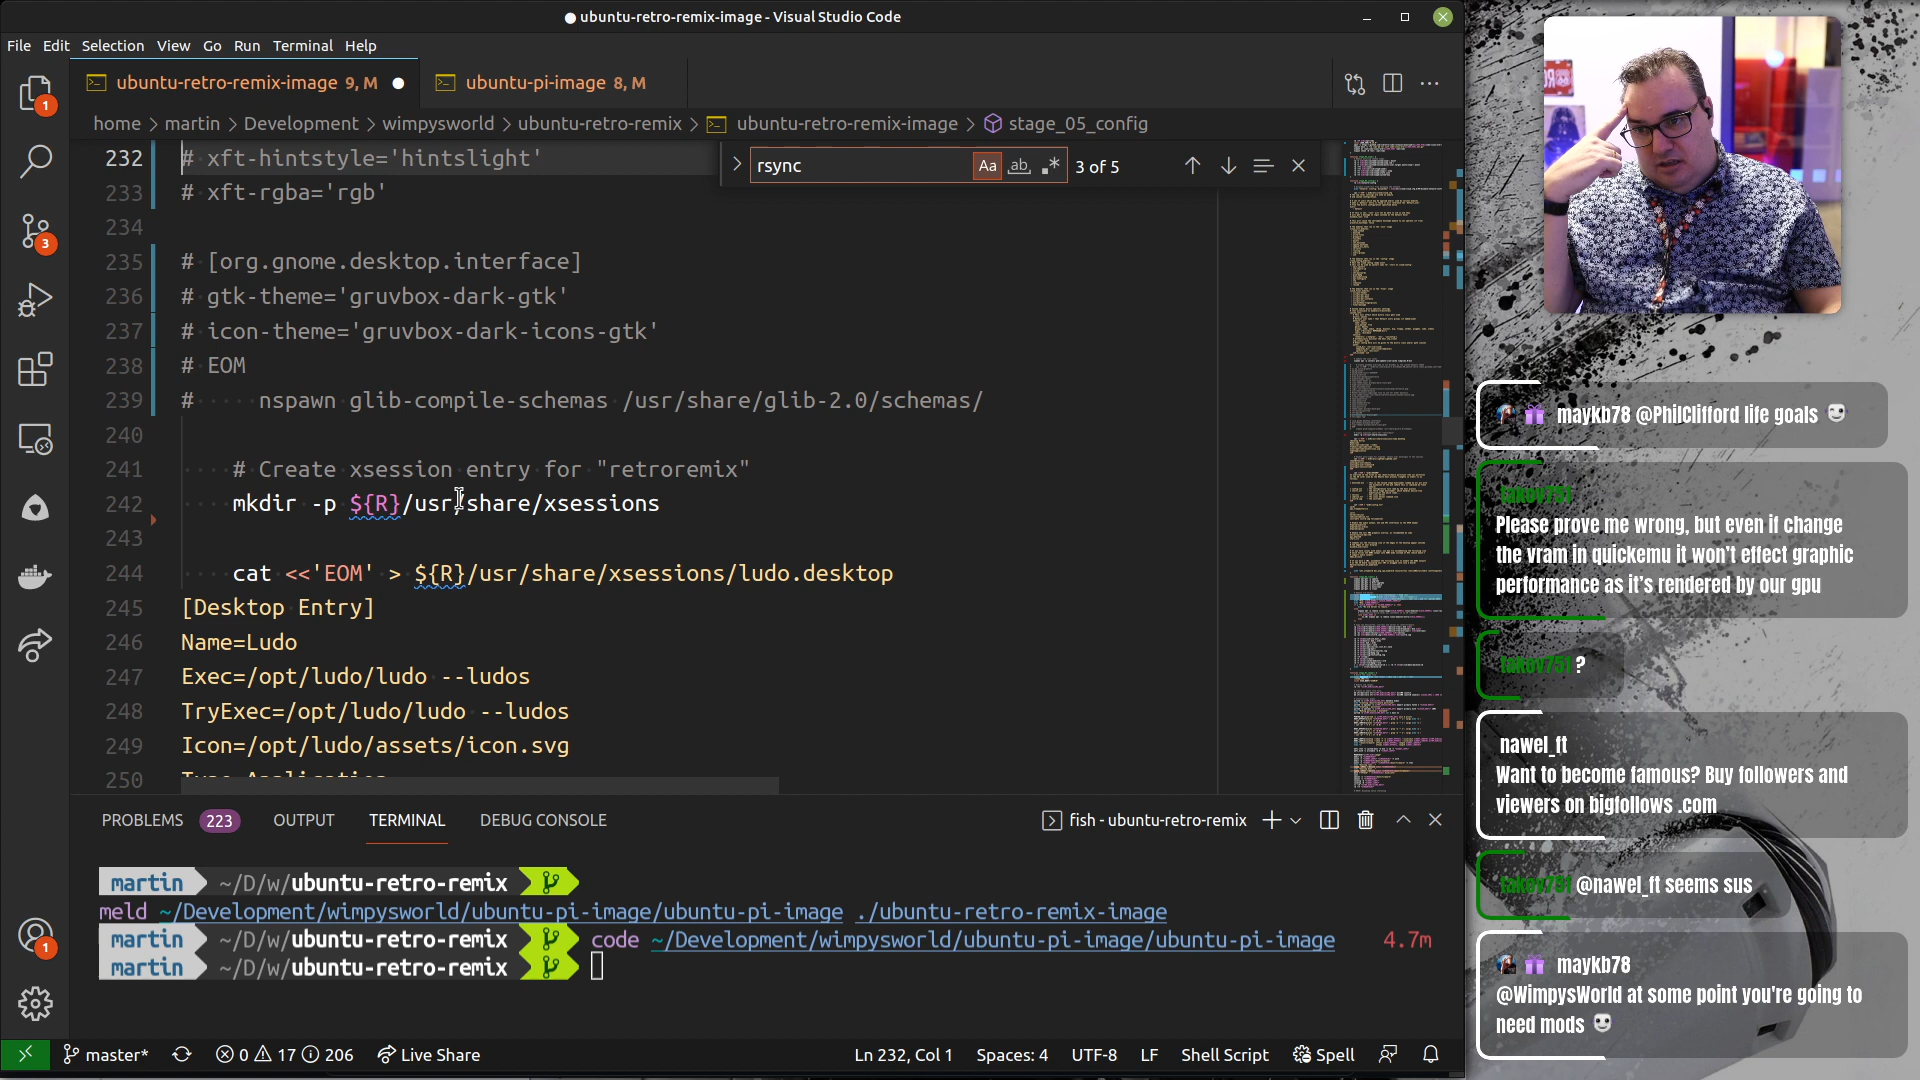 ubuntu-retro-remix-image - Visual Studio Code
File Edit Selection View Go Run Terminal Help
ubuntu-retro-remix-image 9, M
ubuntu-pi-image 8, M
home > martin > Development > wimpysworld > ubuntu-retro-remix > ubuntu-retro-remix-image > stage_05_config
rsync
Aa
ab
3 of 5
232 # xft-hintstyle='hintslight'
233 # xft-rgba='rgb'
234
235 # [org.gnome.desktop.interface]
236 # gtk-theme='gruvbox-dark-gtk'
237 # icon-theme='gruvbox-dark-icons-gtk'
238 # EOM
239 # nspawn glib-compile-schemas /usr/share/glib-2.0/schemas/
240
241 # Create xsession entry for "retroremix"
242 mkdir -p ${R}/usr/share/xsessions
243
244 cat <<'EOM' > ${R}/usr/share/xsessions/ludo.desktop
245 [Desktop Entry]
246 Name=Ludo
247 Exec=/opt/ludo/ludo --ludos
248 TryExec=/opt/ludo/ludo --ludos
249 Icon=/opt/ludo/assets/icon.svg
250 Type=Application
1
3
1
PROBLEMS 223 OUTPUT TERMINAL DEBUG CONSOLE
fish - ubuntu-retro-remix
martin ~/D/w/ubuntu-retro-remix
meld ~/Development/wimpysworld/ubuntu-pi-image/ubuntu-pi-image ./ubuntu-retro-remix-image
martin ~/D/w/ubuntu-retro-remix code ~/Development/wimpysworld/ubuntu-pi-image/ubuntu-pi-image 4.7m
martin ~/D/w/ubuntu-retro-remix
master* 0 17 206 Live Share
Ln 232, Col 1 Spaces: 4 UTF-8 LF Shell Script Spell
maykb78 @PhilClifford life goals
Please prove me wrong, but even if change
the vram in quickemu it won't effect graphic
performance as it's rendered by our gpu
?
nawel_ft
Want to become famous? Buy followers and
viewers on bigfollows .com
@nawel_ft seems sus
maykb78
@WimpysWorld at some point you're going to
need mods